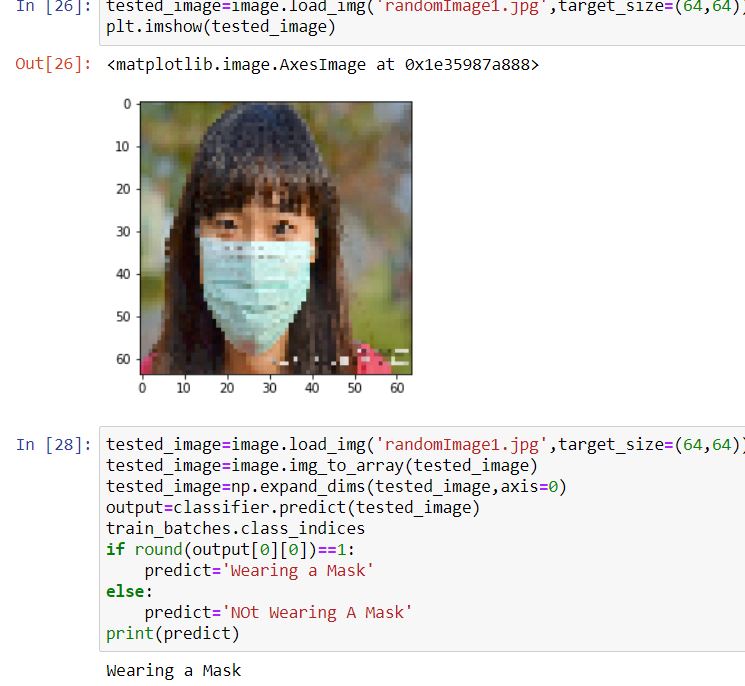 In [26]: tested_image=image.load_img('randomImage1.jpg',target_size=(64,64))
plt.imshow(tested_image)
Out[26]: <matplotlib.image.AxesImage at 0x1e35987a888>
0
10
20
30
40
50
60
0 10 20 30 40 50 60
In [28]: tested_image=image.load_img('randomImage1.jpg',target_size=(64,64))
tested_image=image.img_to_array(tested_image)
tested_image=np.expand_dims(tested_image,axis=0)
output=classifier.predict(tested_image)
train_batches.class_indices
if round(output[0][0])==1:
    predict='Wearing a Mask'
else:
    predict='NOt Wearing A Mask'
print(predict)
Wearing a Mask